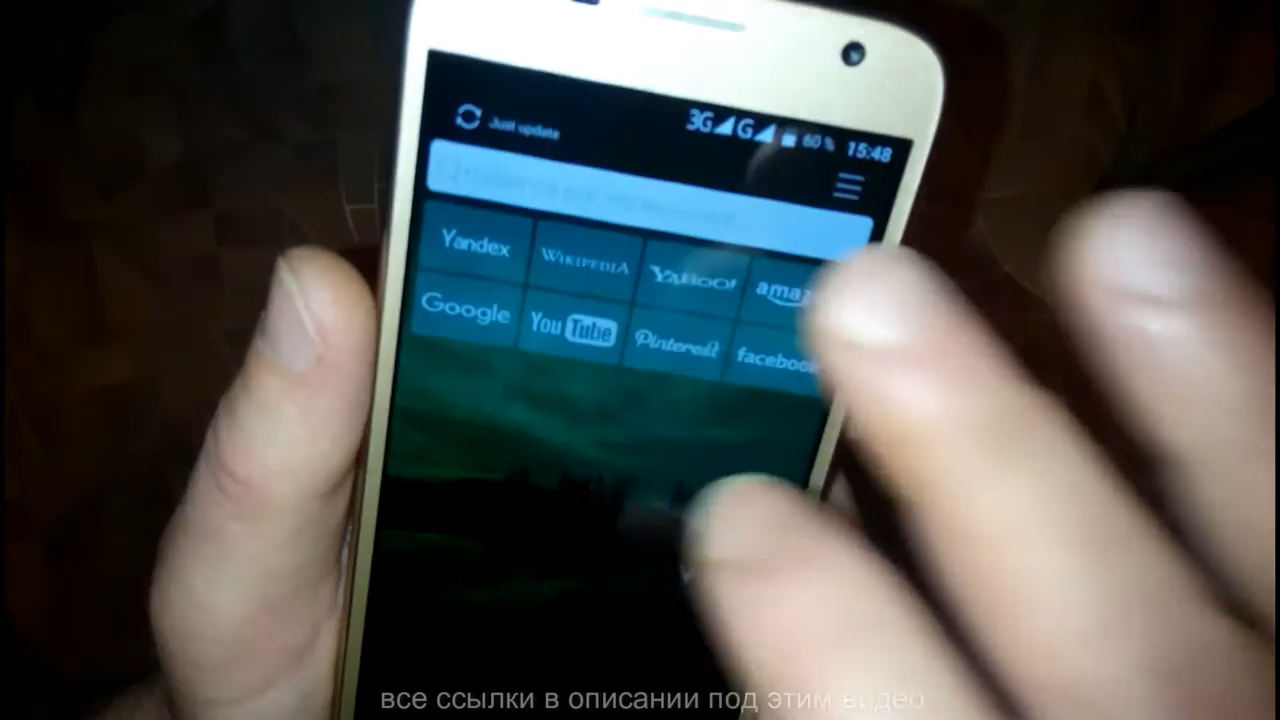 Just update
3G G 60% 15:48
Yandex WIKIPEDIA YAHOO! amaz
Google YouTube Pinterest facebook
все ссылки в описании под этим видео